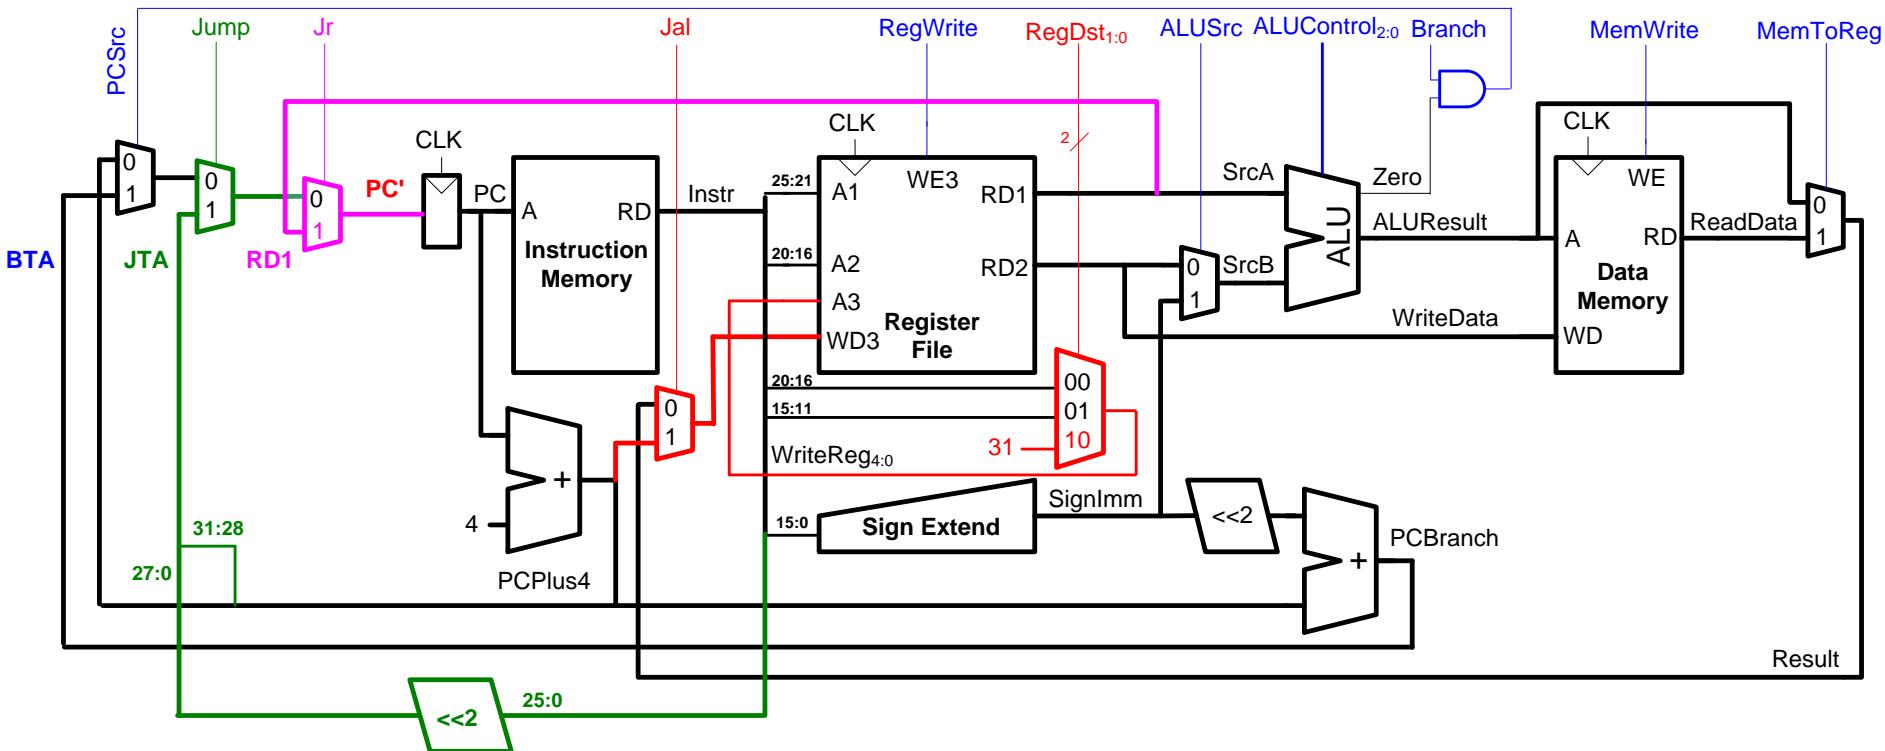 Jump
Jr
Jal
RegWrite
RegDst1:0
ALUSrc
ALUControl2:0
Branch
MemWrite
MemToReg
PCSrc
CLK
CLK
CLK
2
0
1
0
1
0
1
PC'
PC
A
RD
Instruction
Memory
Instr
25:21
A1
WE3
RD1
20:16
A2
RD2
A3
WD3
Register
File
SrcA
SrcB
0
1
ALU
Zero
ALUResult
WriteData
WE
A
RD
Data
Memory
WD
ReadData
0
1
BTA
JTA
RD1
0
1
20:16
15:11
00
01
10
31
WriteReg4:0
+
4
PCPlus4
15:0
Sign Extend
SignImm
<<2
+
PCBranch
31:28
27:0
Result
25:0
<<2